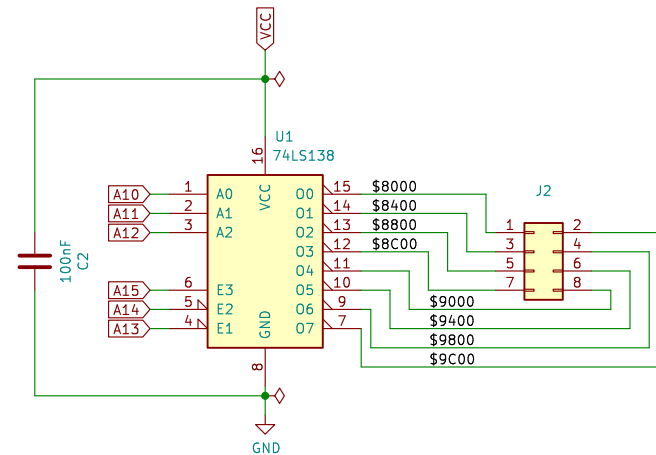 VCC
U1
74LS138
16
A10 1 A0 VCC O0 15 $8000
A11 2 A1 O1 14 $8400
A12 3 A2 O2 13 $8800
O3 12 $8C00
O4 11 $9000
A15 6 E3 O5 10 $9400
A14 5 E2 O6 9 $9800
A13 4 E1 GND O7 7 $9C00
8
GND
100nF
C2
J2
1 2
3 4
5 6
7 8